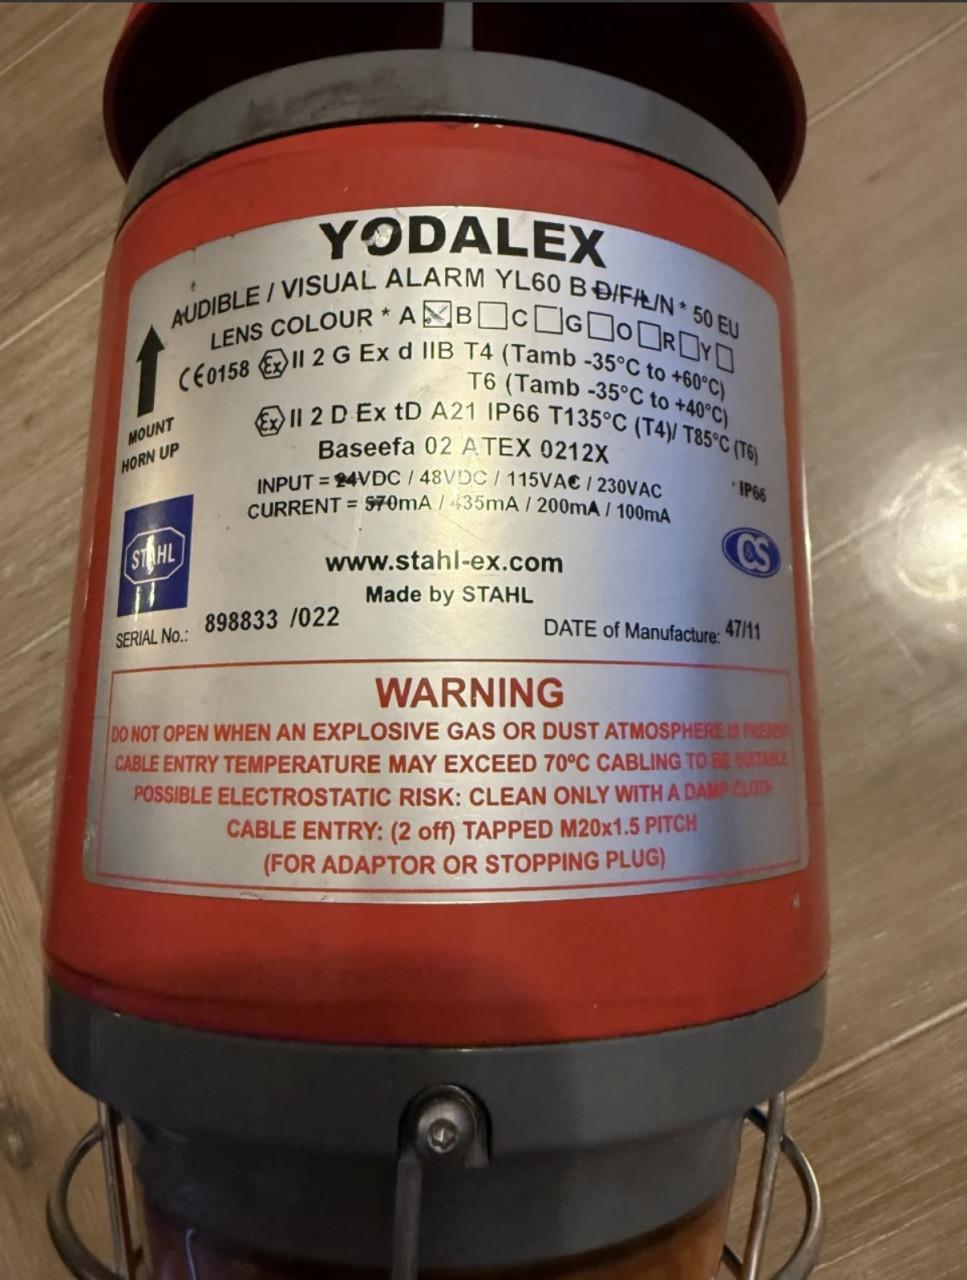 YODALEX
AUDIBLE / VISUAL ALARM YL60 B D/F/L/N * 50 EU
LENS COLOUR * A ☒ B ☐ C ☐ G ☐ O ☐ R ☐ Y ☐
CE0158 Ex II 2 G Ex d IIB T4 (Tamb -35°C to +60°C)
T6 (Tamb -35°C to +40°C)
Ex II 2 D Ex tD A21 IP66 T135°C (T4)/ T85°C (T6)
Baseefa 02 ATEX 0212X
MOUNT
HORN UP
INPUT = 24VDC / 48VDC / 115VAC / 230VAC
CURRENT = 570mA / 435mA / 200mA / 100mA
IP66
STAHL
CS
www.stahl-ex.com
Made by STAHL
SERIAL No.: 898833 /022
DATE of Manufacture: 47/11
WARNING
DO NOT OPEN WHEN AN EXPLOSIVE GAS OR DUST ATMOSPHERE IS PRESENT
CABLE ENTRY TEMPERATURE MAY EXCEED 70ºC CABLING TO BE SUITABLE
POSSIBLE ELECTROSTATIC RISK: CLEAN ONLY WITH A DAMP CLOTH
CABLE ENTRY: (2 off) TAPPED M20x1.5 PITCH
(FOR ADAPTOR OR STOPPING PLUG)